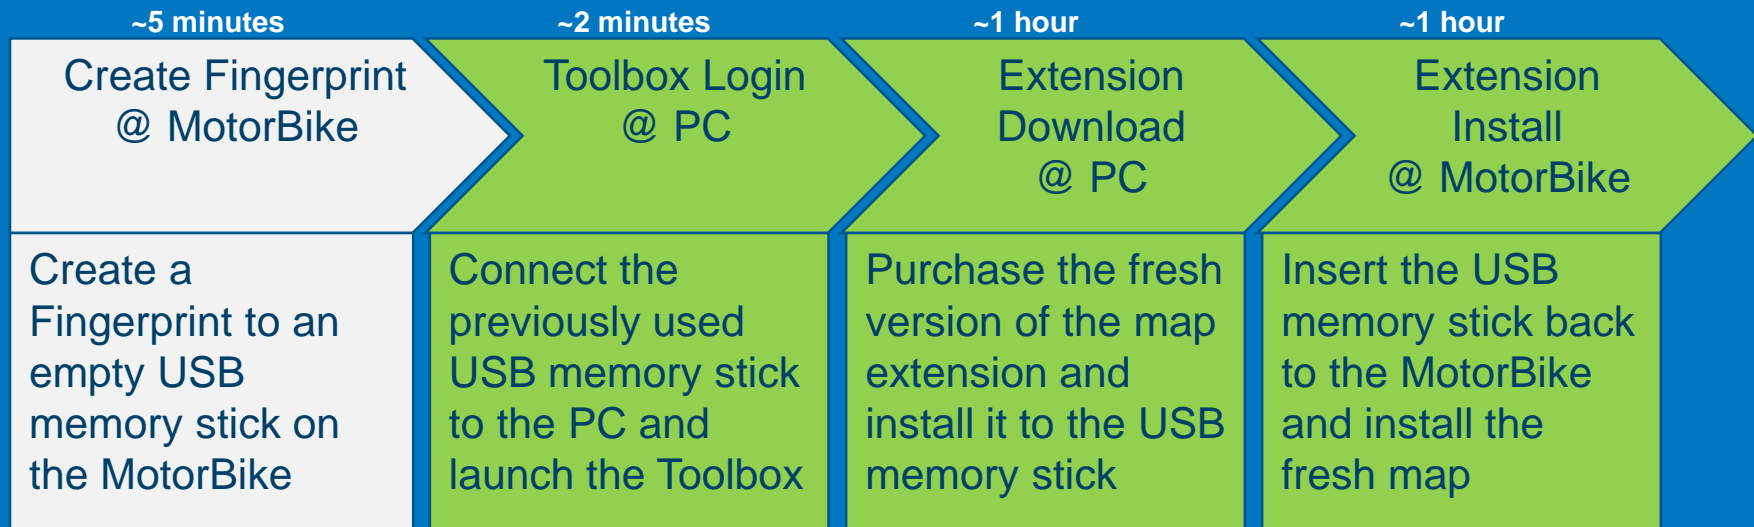 ~5 minutes
Create Fingerprint
@ MotorBike
Create a
Fingerprint to an
empty USB
memory stick on
the MotorBike
~2 minutes
Toolbox Login
@ PC
Connect the
previously used
USB memory stick
to the PC and
launch the Toolbox
~1 hour
Extension
Download
@ PC
Purchase the fresh
version of the map
extension and
install it to the USB
memory stick
~1 hour
Extension
Install
@ MotorBike
Insert the USB
memory stick back
to the MotorBike
and install the
fresh map